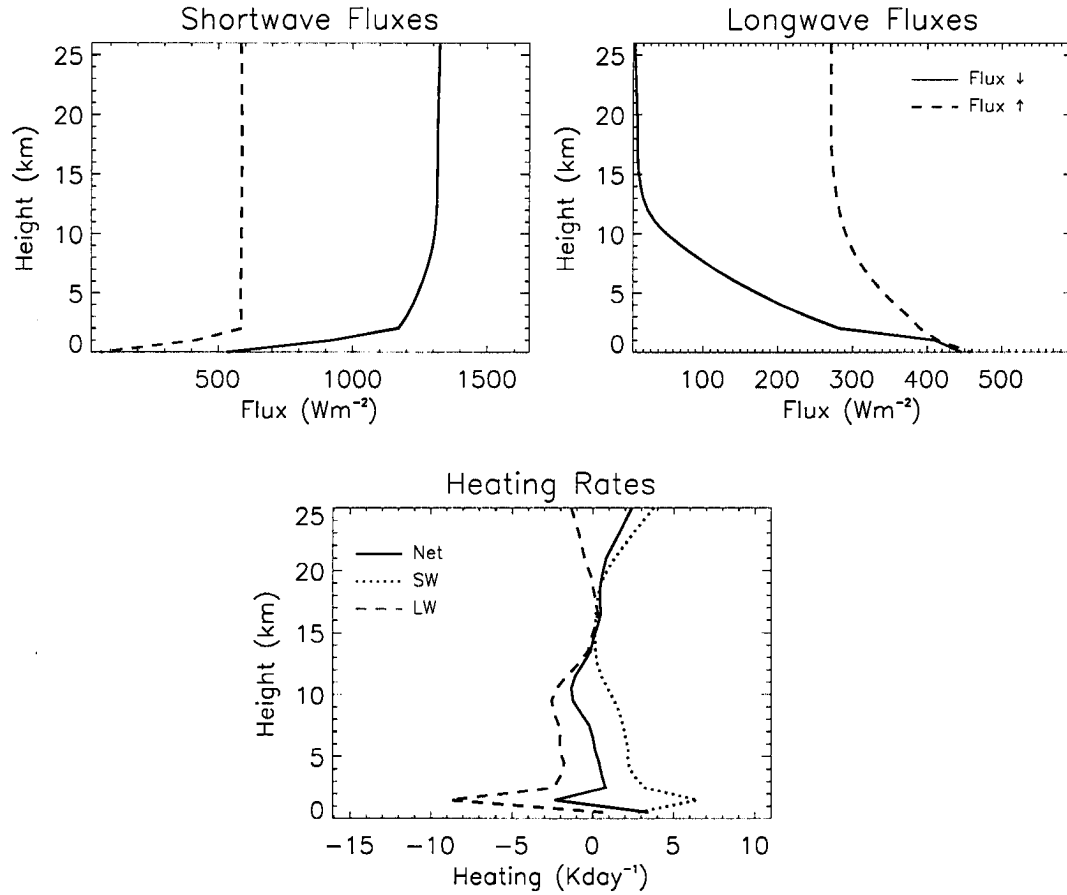 Shortwave Fluxes
Height (km)
25
20
15
10
5
0
500 1000 1500
Flux (Wm⁻²)
Longwave Fluxes
Height (km)
25
20
15
10
5
0
Flux ↓
Flux ↑
100 200 300 400 500
Flux (Wm⁻²)
Heating Rates
Height (km)
25
20
15
10
5
0
Net
SW
LW
−15 −10 −5 0 5 10
Heating (Kday⁻¹)